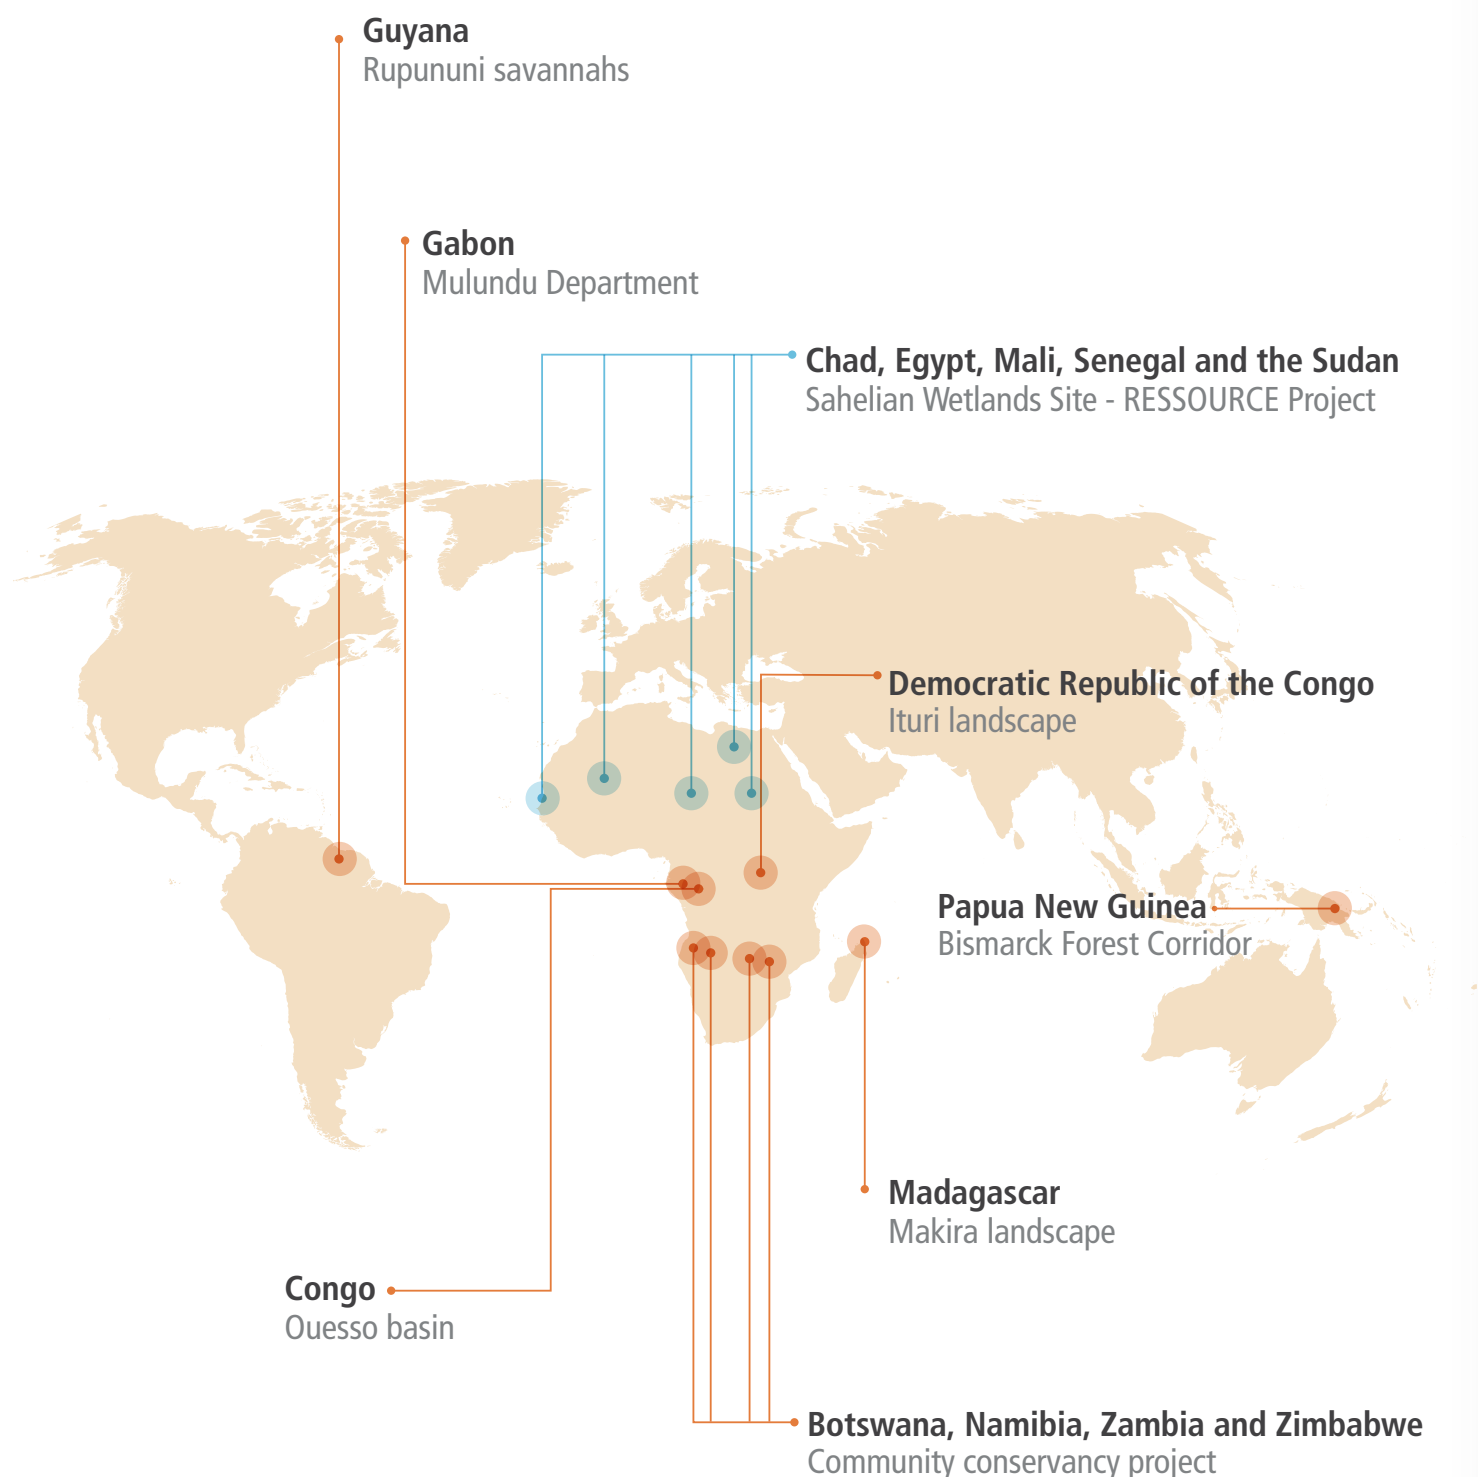 Guyana
Rupununi savannahs
Gabon
Mulundu Department
Chad, Egypt, Mali, Senegal and the Sudan
Sahelian Wetlands Site - RESSOURCE Project
Democratic Republic of the Congo
Ituri landscape
Papua New Guinea
Bismarck Forest Corridor
Madagascar
Makira landscape
Congo
Ouesso basin
Botswana, Namibia, Zambia and Zimbabwe
Community conservancy project